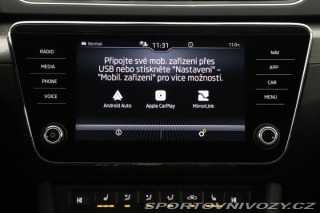 Normal
11:31
11.0°C
RADIO
MEDIA
PHONE
VOICE
NAV
APP
CAR
MENU
Připojte své mob. zařízení přes
USB nebo stiskněte "Nastavení" -
"Mobil. zařízení" pro více možností.
Android Auto
Apple CarPlay
MirrorLink
SPORTOVNIVOZY.CZ